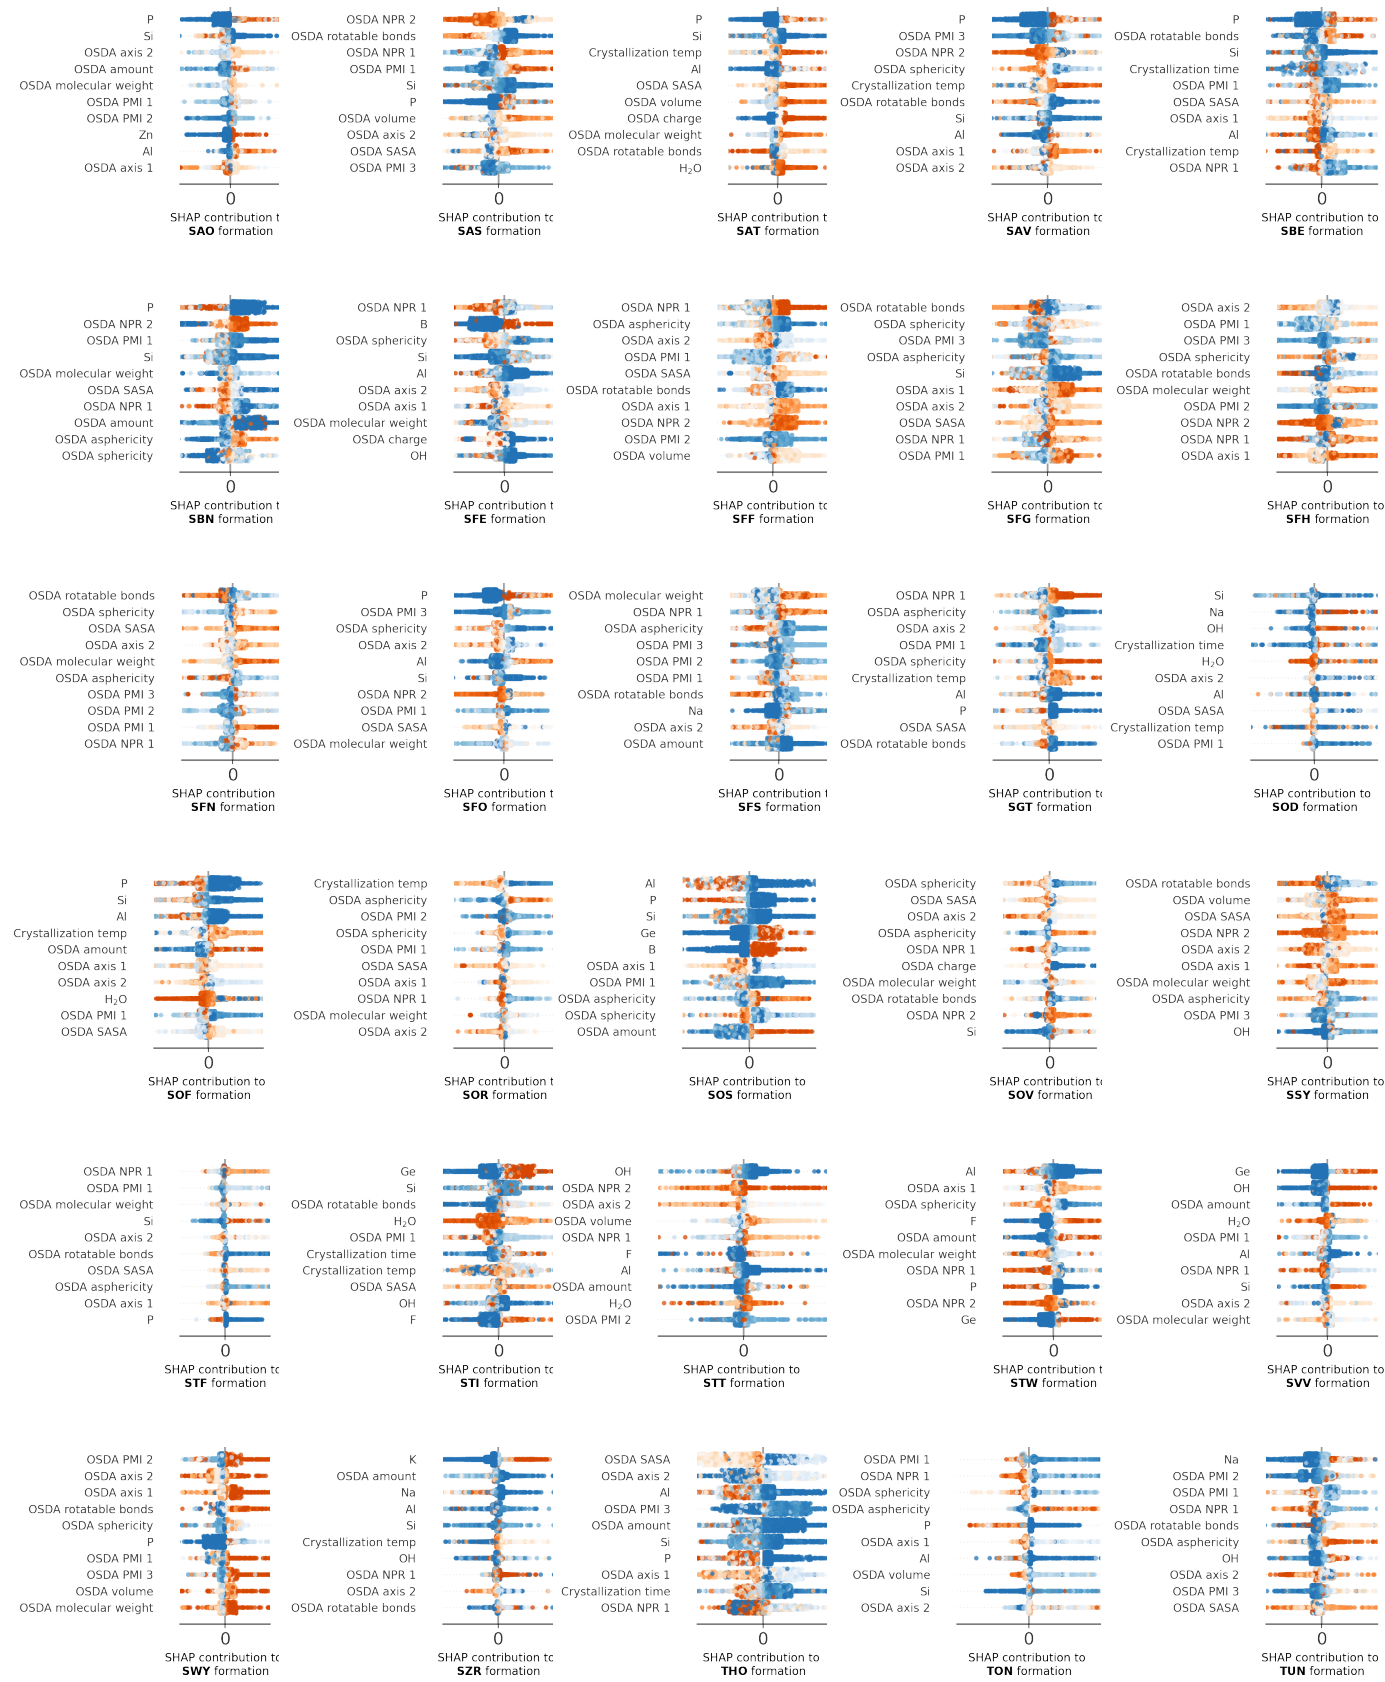 P
Si
OSDA axis 2
OSDA amount
OSDA molecular weight
OSDA PMI 1
OSDA PMI 2
Zn
Al
OSDA axis 1
0
SHAP contribution t
SAO formation
OSDA NPR 2
OSDA rotatable bonds
OSDA NPR 1
OSDA PMI 1
Si
P
OSDA volume
OSDA axis 2
OSDA SASA
OSDA PMI 3
0
SHAP contribution to
SAS formation
P
Si
Crystallization temp
Al
OSDA SASA
OSDA volume
OSDA charge
OSDA molecular weight
OSDA rotatable bonds
H₂O
0
SHAP contribution t
SAT formation
P
OSDA PMI 3
OSDA NPR 2
OSDA sphericity
Crystallization temp
OSDA rotatable bonds
Si
Al
OSDA axis 1
OSDA axis 2
0
SHAP contribution to
SAV formation
P
OSDA rotatable bonds
Si
Crystallization time
OSDA PMI 1
OSDA SASA
OSDA axis 1
Al
Crystallization temp
OSDA NPR 1
0
SHAP contribution to
SBE formation
P
OSDA NPR 2
OSDA PMI 1
Si
OSDA molecular weight
OSDA SASA
OSDA NPR 1
OSDA amount
OSDA asphericity
OSDA sphericity
0
SHAP contribution t
SBN formation
OSDA NPR 1
B
OSDA sphericity
Si
Al
OSDA axis 2
OSDA axis 1
OSDA molecular weight
OSDA charge
OH
0
SHAP contribution t
SFE formation
OSDA NPR 1
OSDA asphericity
OSDA axis 2
OSDA PMI 1
OSDA SASA
OSDA rotatable bonds
OSDA axis 1
OSDA NPR 2
OSDA PMI 2
OSDA volume
0
SHAP contribution t
SFF formation
OSDA rotatable bonds
OSDA sphericity
OSDA PMI 3
OSDA asphericity
Si
OSDA axis 1
OSDA axis 2
OSDA SASA
OSDA NPR 1
OSDA PMI 1
0
SHAP contribution to
SFG formation
OSDA axis 2
OSDA PMI 1
OSDA PMI 3
OSDA sphericity
OSDA rotatable bonds
OSDA molecular weight
OSDA PMI 2
OSDA NPR 2
OSDA NPR 1
OSDA axis 1
0
SHAP contribution to
SFH formation
OSDA rotatable bonds
OSDA sphericity
OSDA SASA
OSDA axis 2
OSDA molecular weight
OSDA asphericity
OSDA PMI 3
OSDA PMI 2
OSDA PMI 1
OSDA NPR 1
0
SHAP contribution
SFN formation
P
OSDA PMI 3
OSDA sphericity
OSDA axis 2
Al
Si
OSDA NPR 2
OSDA PMI 1
OSDA SASA
OSDA molecular weight
0
SHAP contribution t
SFO formation
OSDA molecular weight
OSDA NPR 1
OSDA asphericity
OSDA PMI 3
OSDA PMI 2
OSDA PMI 1
OSDA rotatable bonds
Na
OSDA axis 2
OSDA amount
0
SHAP contribution t
SFS formation
OSDA NPR 1
OSDA asphericity
OSDA axis 2
OSDA PMI 1
OSDA sphericity
Crystallization temp
Al
P
OSDA SASA
OSDA rotatable bonds
0
SHAP contribution to
SGT formation
Si
Na
OH
Crystallization time
H₂O
OSDA axis 2
Al
OSDA SASA
Crystallization temp
OSDA PMI 1
0
SHAP contribution to
SOD formation
P
Si
Al
Crystallization temp
OSDA amount
OSDA axis 1
OSDA axis 2
H₂O
OSDA PMI 1
OSDA SASA
0
SHAP contribution to
SOF formation
Crystallization temp
OSDA asphericity
OSDA PMI 2
OSDA sphericity
OSDA PMI 1
OSDA SASA
OSDA axis 1
OSDA NPR 1
OSDA molecular weight
OSDA axis 2
0
SHAP contribution t
SOR formation
Al
P
Si
Ge
B
OSDA axis 1
OSDA PMI 1
OSDA asphericity
OSDA sphericity
OSDA amount
0
SHAP contribution to
SOS formation
OSDA sphericity
OSDA SASA
OSDA axis 2
OSDA asphericity
OSDA NPR 1
OSDA charge
OSDA molecular weight
OSDA rotatable bonds
OSDA NPR 2
Si
0
SHAP contribution to
SOV formation
OSDA rotatable bonds
OSDA volume
OSDA SASA
OSDA NPR 2
OSDA axis 2
OSDA axis 1
OSDA molecular weight
OSDA asphericity
OSDA PMI 3
OH
0
SHAP contribution to
SSY formation
OSDA NPR 1
OSDA PMI 1
OSDA molecular weight
Si
OSDA axis 2
OSDA rotatable bonds
OSDA SASA
OSDA asphericity
OSDA axis 1
P
0
SHAP contribution to
STF formation
Ge
Si
OSDA rotatable bonds
H₂O
OSDA PMI 1
Crystallization time
Crystallization temp
OSDA SASA
OH
F
0
SHAP contribution to
STI formation
OH
OSDA NPR 2
OSDA axis 2
OSDA volume
OSDA NPR 1
F
Al
OSDA amount
H₂O
OSDA PMI 2
0
SHAP contribution to
STT formation
Al
OSDA axis 1
OSDA sphericity
F
OSDA amount
OSDA molecular weight
OSDA NPR 1
P
OSDA NPR 2
Ge
0
SHAP contribution t
STW formation
Ge
OH
OSDA amount
H₂O
OSDA PMI 1
Al
OSDA NPR 1
Si
OSDA axis 2
OSDA molecular weight
0
SHAP contribution to
SVV formation
OSDA PMI 2
OSDA axis 2
OSDA axis 1
OSDA rotatable bonds
OSDA sphericity
P
OSDA PMI 1
OSDA PMI 3
OSDA volume
OSDA molecular weight
0
SHAP contribution to
SWY formation
K
OSDA amount
Na
Al
Si
Crystallization temp
OH
OSDA NPR 1
OSDA axis 2
OSDA rotatable bonds
0
SHAP contribution to
SZR formation
OSDA SASA
OSDA axis 2
Al
OSDA PMI 3
OSDA amount
Si
P
OSDA axis 1
Crystallization time
OSDA NPR 1
0
SHAP contribution to
THO formation
OSDA PMI 1
OSDA NPR 1
OSDA sphericity
OSDA asphericity
P
OSDA axis 1
Al
OSDA volume
Si
OSDA axis 2
0
SHAP contribution to
TON formation
Na
OSDA PMI 2
OSDA PMI 1
OSDA NPR 1
OSDA rotatable bonds
OSDA asphericity
OH
OSDA axis 2
OSDA PMI 3
OSDA SASA
0
SHAP contribution to
TUN formation